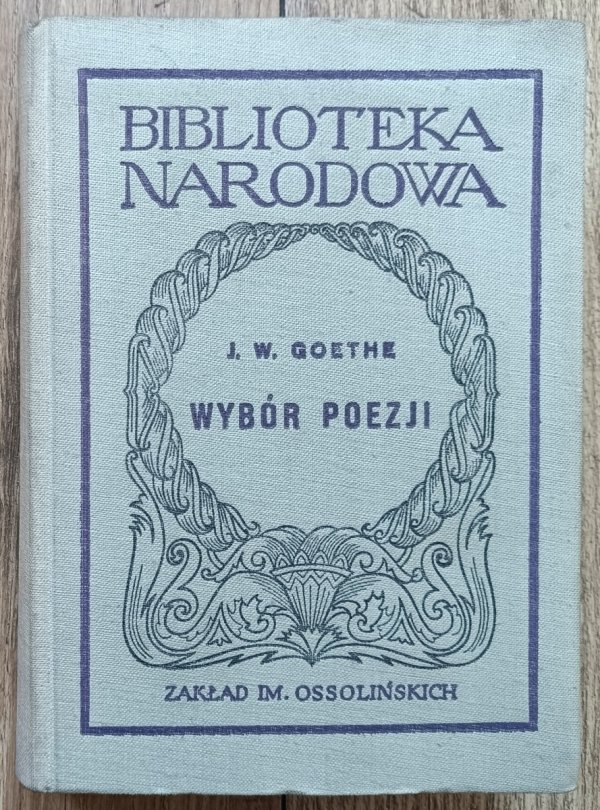 BIBLIOTEKA
NARODOWA
J. W. GOETHE
WYBÓR POEZJI
ZAKŁAD IM. OSSOLIŃSKICH